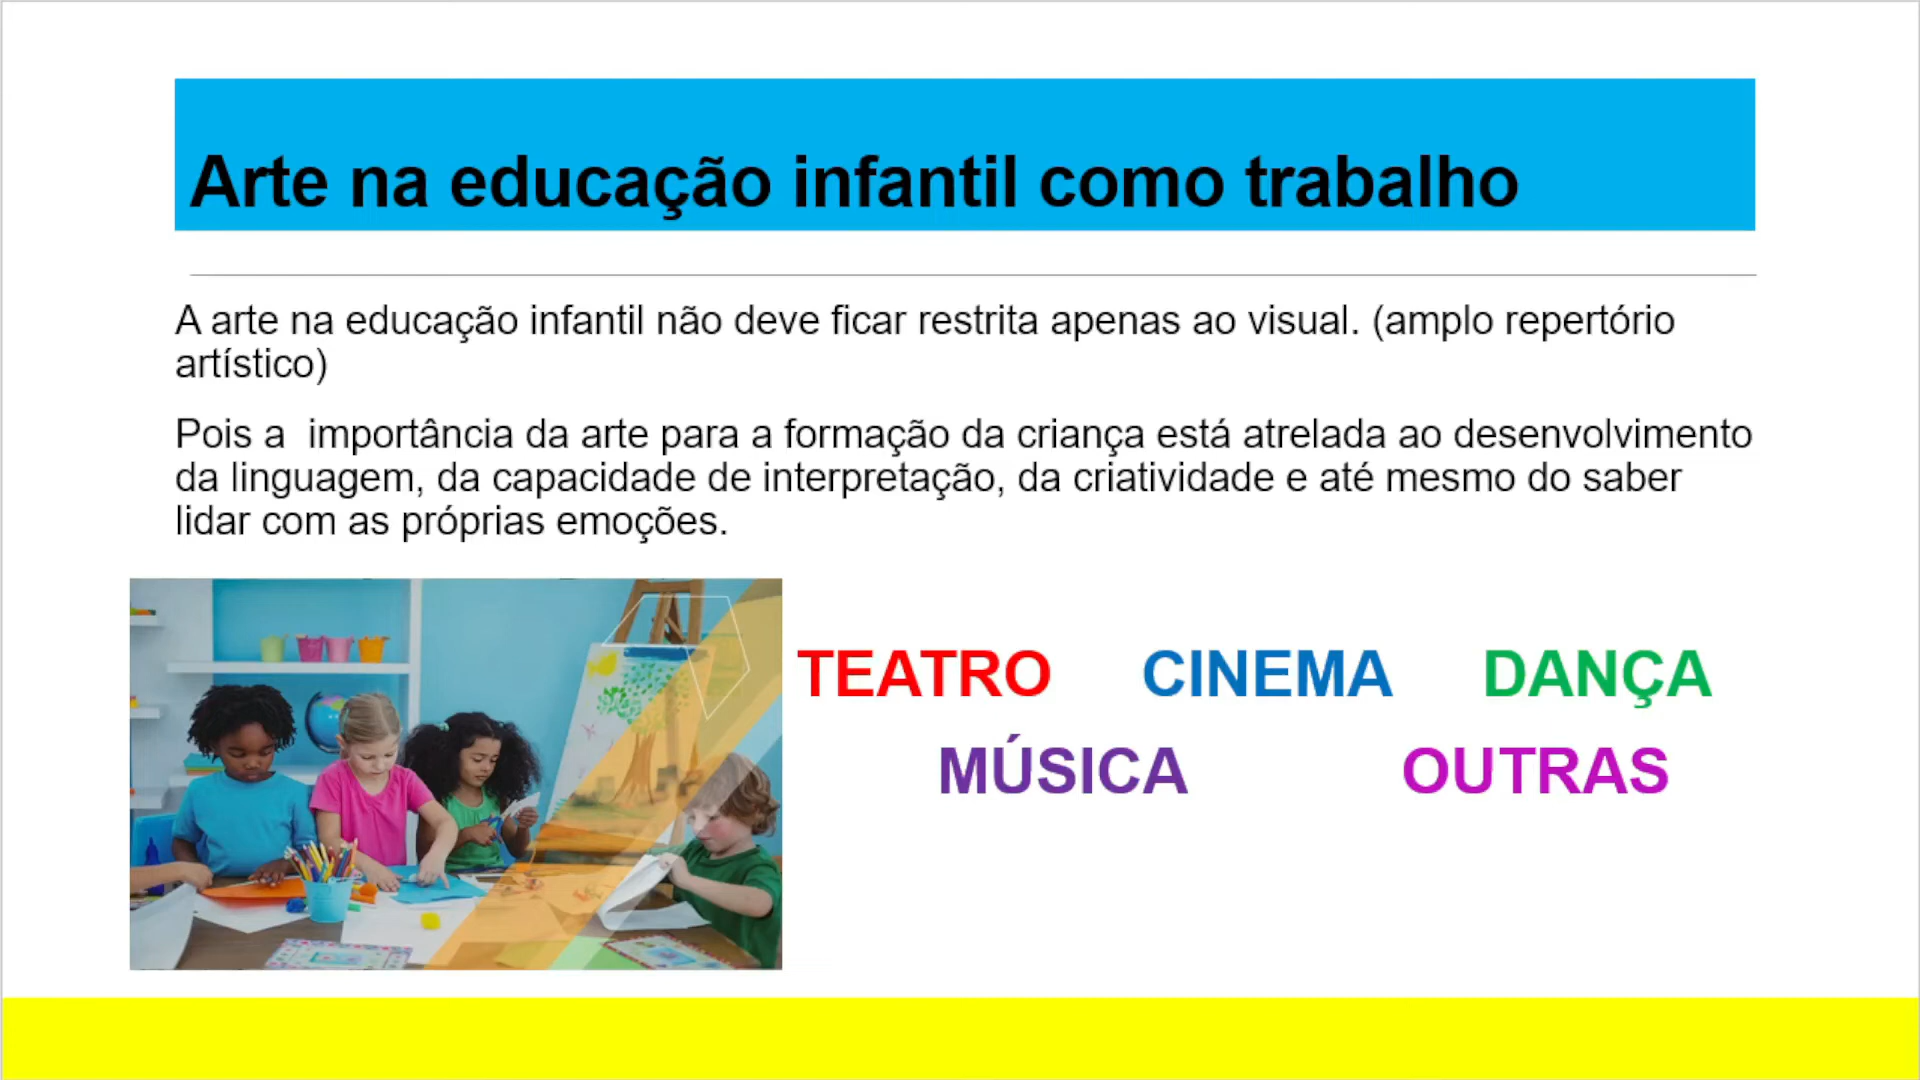 Arte na educação infantil como trabalho
A arte na educação infantil não deve ficar restrita apenas ao visual. (amplo repertório
artístico)
Pois a  importância da arte para a formação da criança está atrelada ao desenvolvimento
da linguagem, da capacidade de interpretação, da criatividade e até mesmo do saber
lidar com as próprias emoções.
TEATRO CINEMA DANÇA
MÚSICA OUTRAS